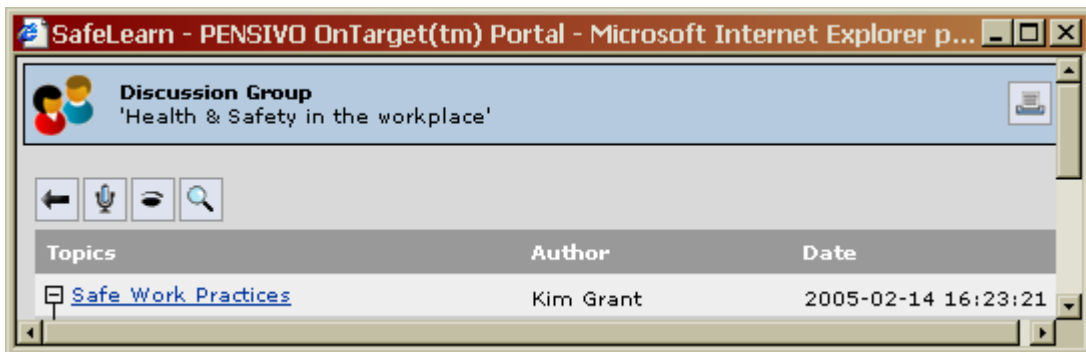 SafeLearn - PENSIVO OnTarget(tm) Portal - Microsoft Internet Explorer p...
Discussion Group
'Health & Safety in the workplace'
Topics Author Date
Safe Work Practices Kim Grant 2005-02-14 16:23:21